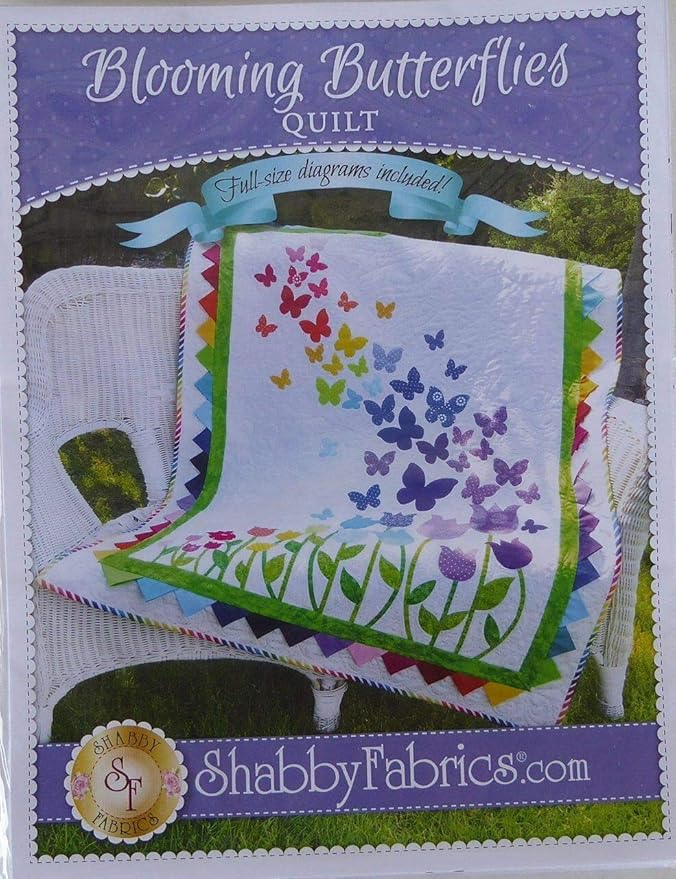 Blooming Butterflies
QUILT
Full-size diagrams included!
SHABBY
SF
FABRICS
ShabbyFabrics®.com